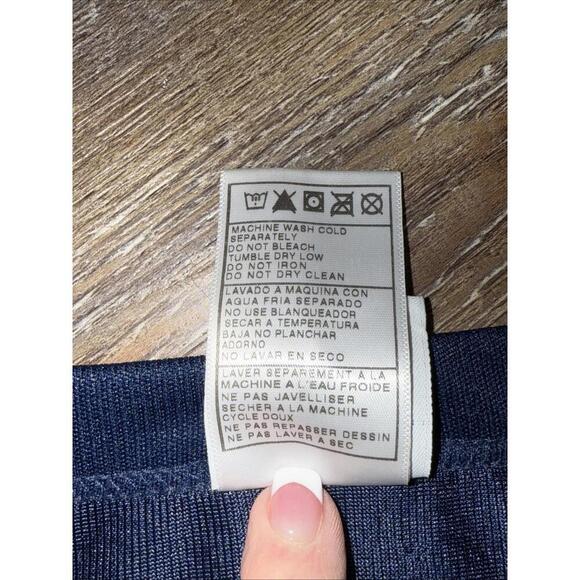 MACHINE WASH COLD
SEPARATELY
DO NOT BLEACH
TUMBLE DRY LOW
DO NOT IRON
DO NOT DRY CLEAN
LAVADO A MAQUINA CON
AGUA FRIA SEPARADO
NO USE BLANQUEADOR
SECAR A TEMPERATURA
BAJA NO PLANCHAR
ADORNO
NO LAVAR EN SECO
LAVER SEPAREMENT A LA
MACHINE A L'EAU FROIDE
NE PAS JAVELLISER
SECHER A LA MACHINE
CYCLE DOUX
NE PAS REPASSER DESSIN
NE PAS LAVER A SEC